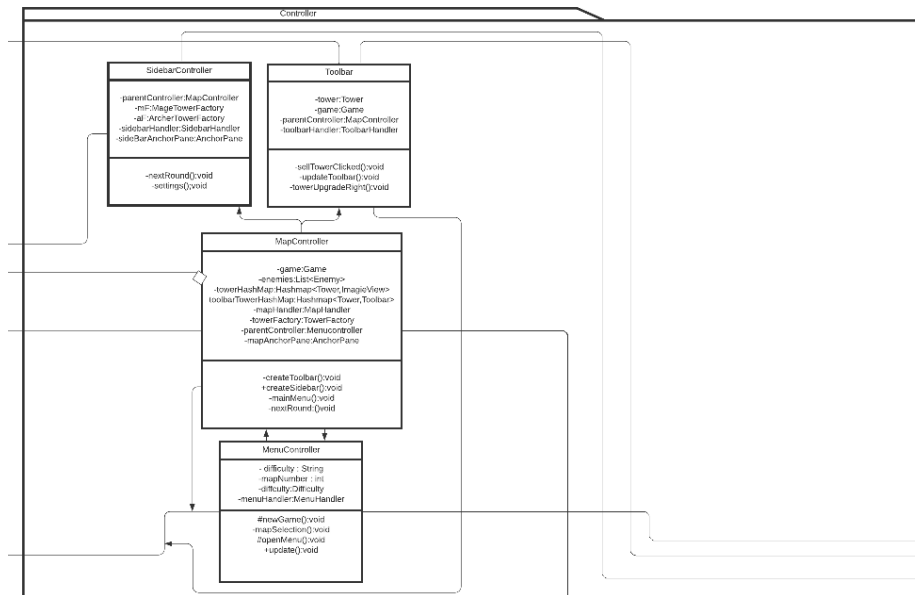 Controller
SidebarController
-parentController:MapController
-mF:MageTowerFactory
-aF:ArcherTowerFactory
-sidebarHandler:SidebarHandler
-sideBarAnchorPane:AnchorPane
-nextRound():void
-settings();void
Toolbar
-tower:Tower
-game:Game
-parentController:MapController
-toolbarHandler:ToolbarHandler
-sellTowerClicked():void
-updateToolbar():void
-towerUpgradeRight():void
MapController
-game:Game
-enemies:List<Enemy>
-towerHashMap:Hashmap<Tower,ImagieView>
toolbarTowerHashMap:Hashmap<Tower,Toolbar>
-mapHandler:MapHandler
-towerFactory:TowerFactory
-parentController:Menucontroller
-mapAnchorPane:AnchorPane
-createToolbar():void
+createSidebar():void
-mainMenu():void
-nextRound:()void
MenuController
- difficulty : String
-mapNumber : int
-diffculty:Difficulty
-menuHandler:MenuHandler
#newGame():void
-mapSelection():void
#openMenu():void
+update():void